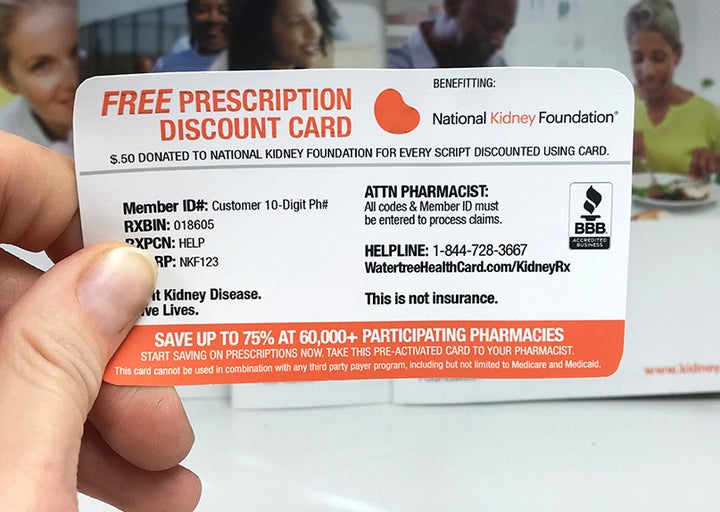 FREE PRESCRIPTION
DISCOUNT CARD
BENEFITTING:
National Kidney Foundation®
$.50 DONATED TO NATIONAL KIDNEY FOUNDATION FOR EVERY SCRIPT DISCOUNTED USING CARD.
Member ID#: Customer 10-Digit Ph#
RXBIN: 018605
RXPCN: HELP
RP: NKF123
Kidney Disease.
Lives.
ATTN PHARMACIST:
All codes & Member ID must
be entered to process claims.
HELPLINE: 1-844-728-3667
WatertreeHealthCard.com/KidneyRx
This is not insurance.
BBB
ACCREDITED
BUSINESS
SAVE UP TO 75% AT 60,000+ PARTICIPATING PHARMACIES
START SAVING ON PRESCRIPTIONS NOW. TAKE THIS PRE-ACTIVATED CARD TO YOUR PHARMACIST.
This card cannot be used in combination with any third party payer program, including but not limited to Medicare and Medicaid.
www.kidney